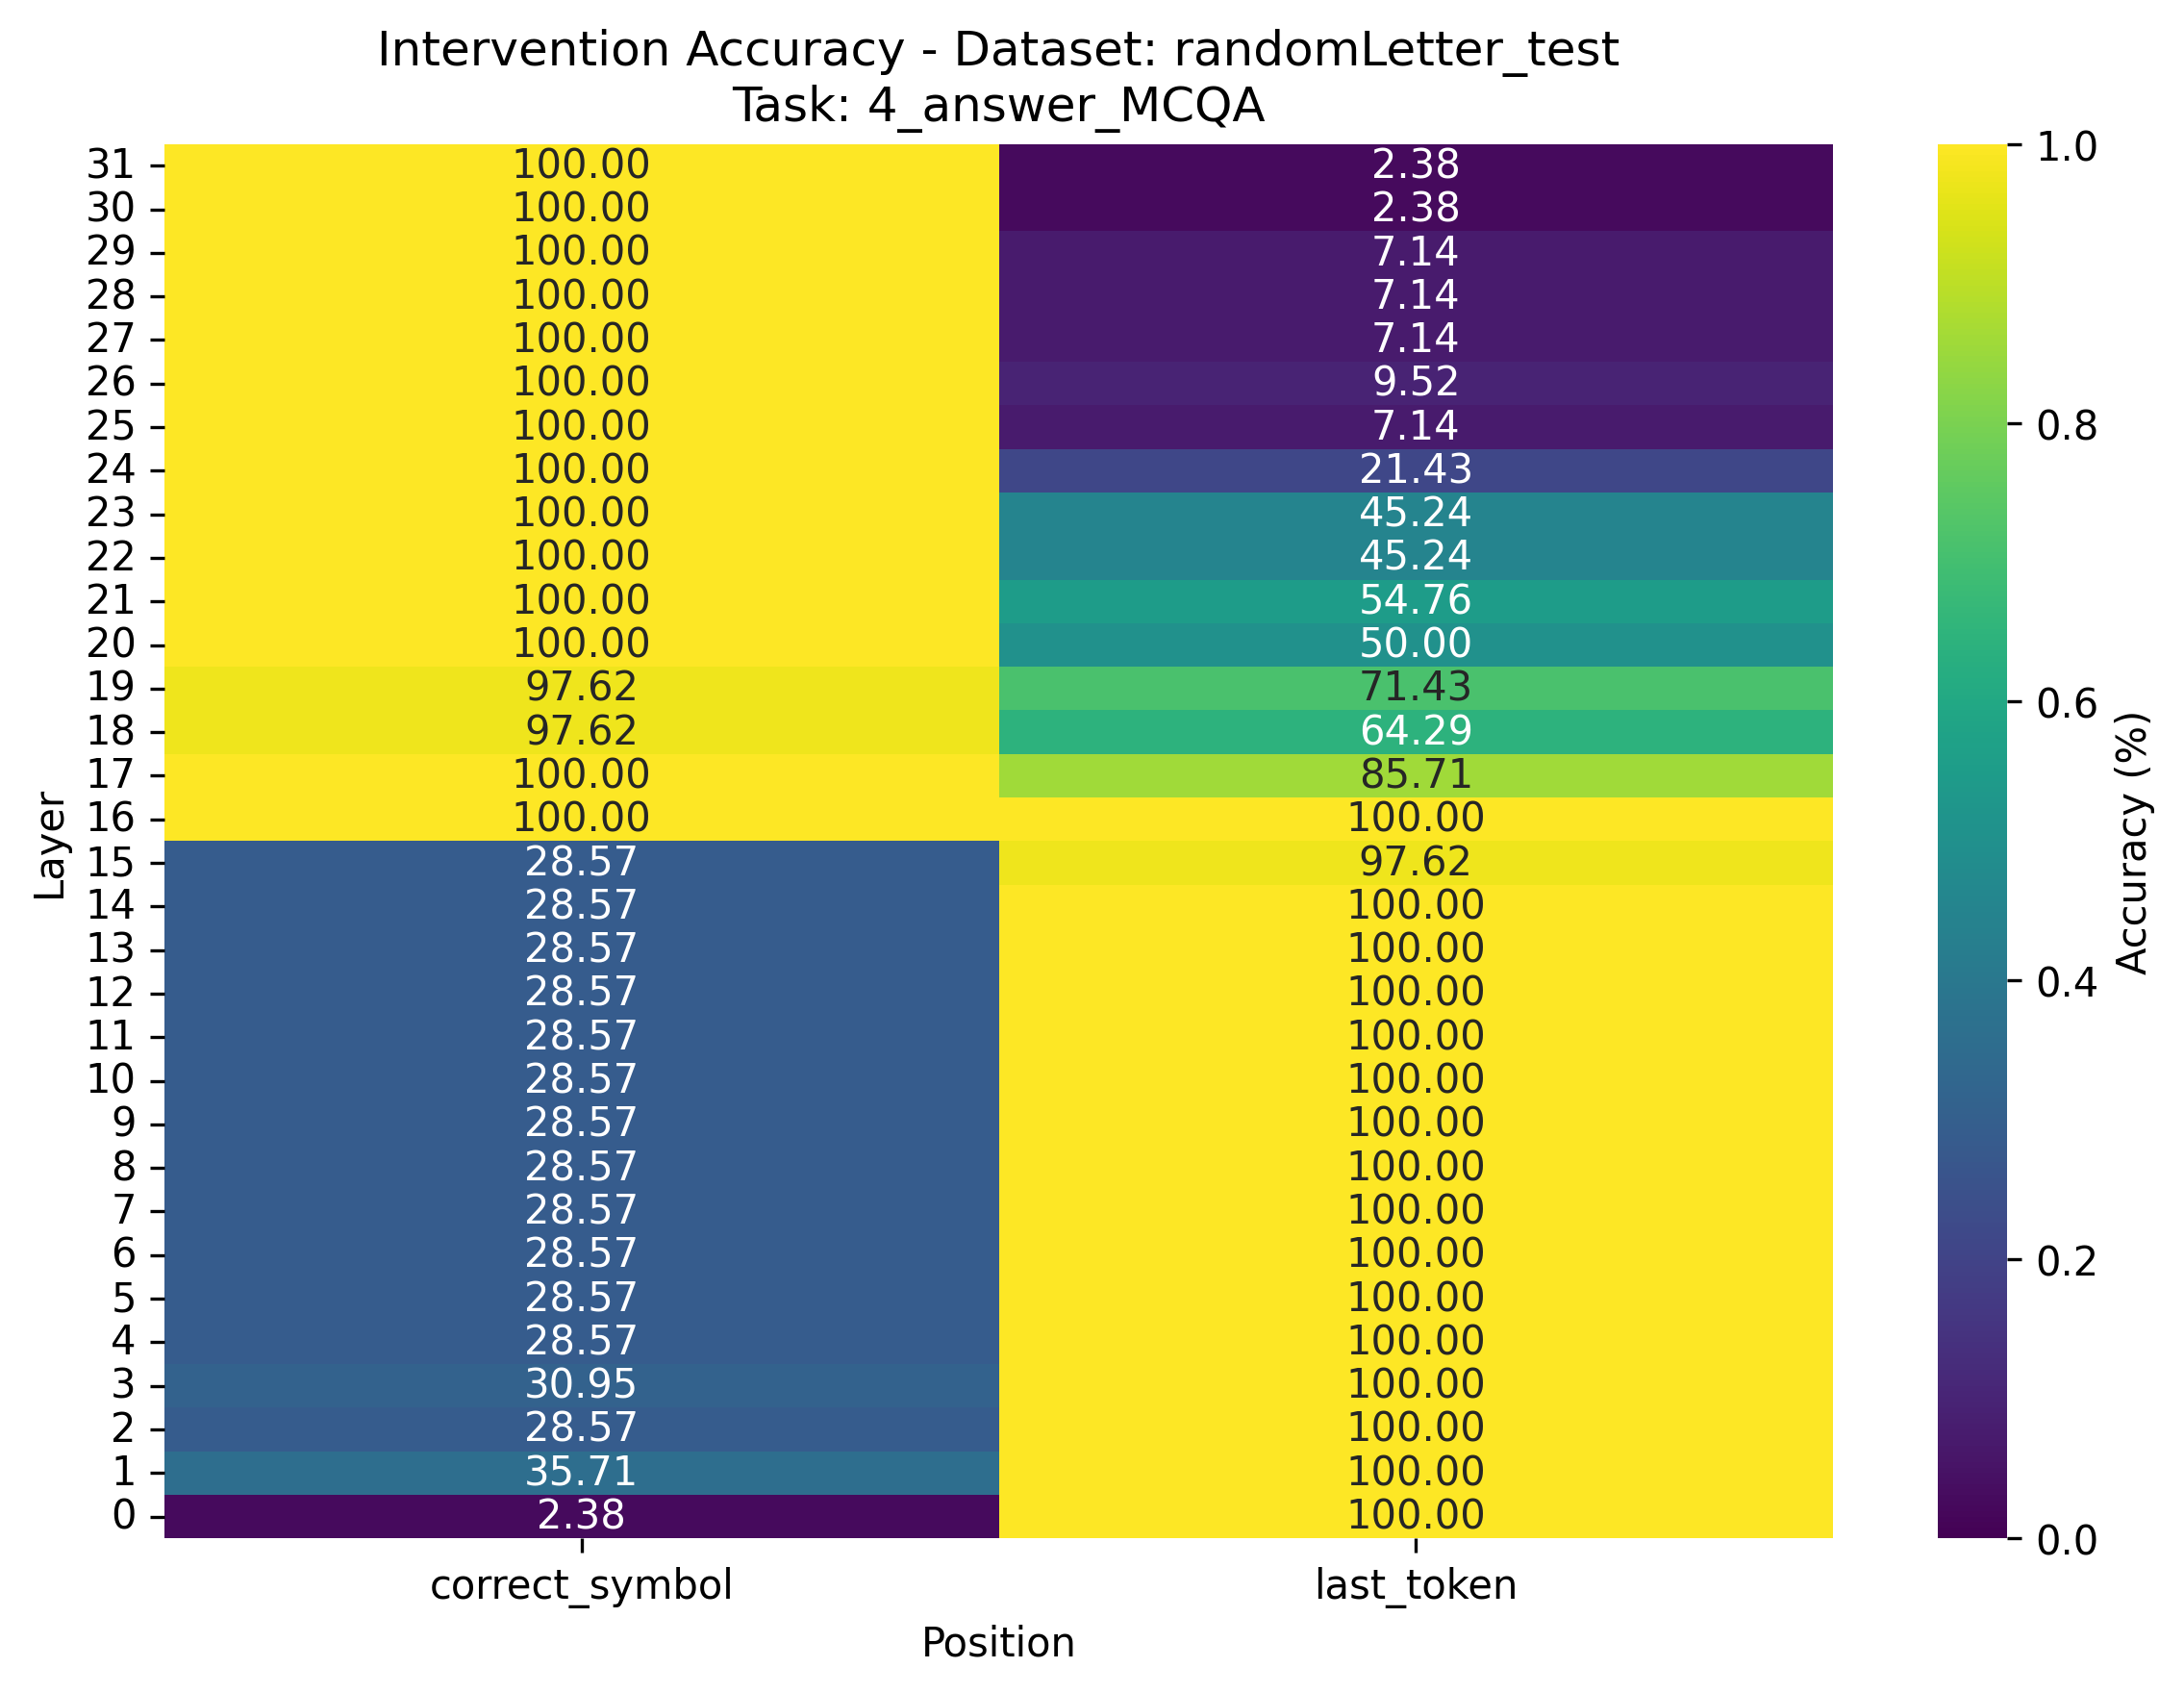 Intervention Accuracy - Dataset: randomLetter_test
Task: 4_answer_MCQA
31 100.00 2.38
30 100.00 2.38
29 100.00 7.14
28 100.00 7.14
27 100.00 7.14
26 100.00 9.52
25 100.00 7.14
24 100.00 21.43
23 100.00 45.24
22 100.00 45.24
21 100.00 54.76
20 100.00 50.00
19 97.62 71.43
18 97.62 64.29
17 100.00 85.71
16 100.00 100.00
15 28.57 97.62
14 28.57 100.00
13 28.57 100.00
12 28.57 100.00
11 28.57 100.00
10 28.57 100.00
9 28.57 100.00
8 28.57 100.00
7 28.57 100.00
6 28.57 100.00
5 28.57 100.00
4 28.57 100.00
3 30.95 100.00
2 28.57 100.00
1 35.71 100.00
0 2.38 100.00
correct_symbol last_token
Position
Layer
1.0
0.8
0.6
0.4
0.2
0.0
Accuracy (%)